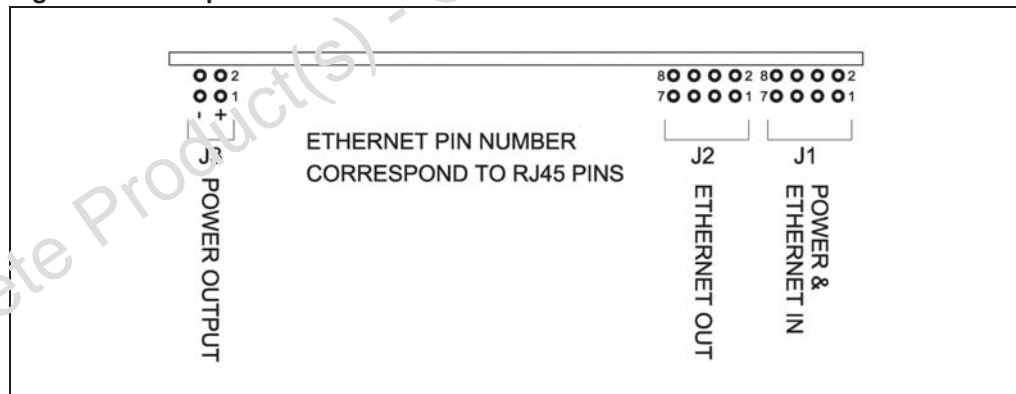 2
1
- +
J3
POWER OUTPUT
ETHERNET PIN NUMBER
CORRESPOND TO RJ45 PINS
8 2
7 1
J2
ETHERNET OUT
8 2
7 1
J1
POWER &
ETHERNET IN
Product(s) -